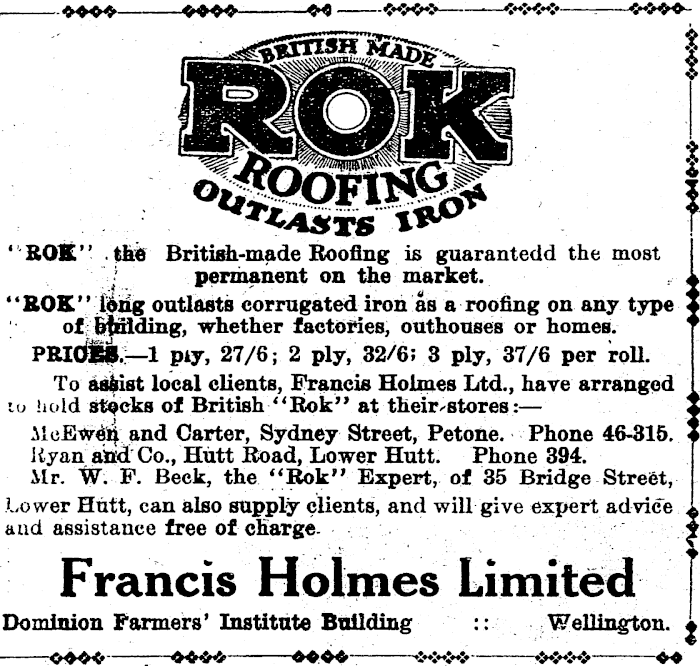 BRITISH MADE
ROK
ROOFING
OUTLASTS IRON
"ROK" the British-made Roofing is guarantedd the most
permanent on the market.
"ROK" long outlasts corrugated iron as a roofing on any type
of building, whether factories, outhouses or homes.
PRICES.—1 ply, 27/6; 2 ply, 32/6; 3 ply, 37/6 per roll.
To assist local clients, Francis Holmes Ltd., have arranged
to hold stocks of British "Rok" at their stores:—
McEwen and Carter, Sydney Street, Petone. Phone 46-315.
Ryan and Co., Hutt Road, Lower Hutt. Phone 394.
Mr. W. F. Beck, the "Rok" Expert, of 35 Bridge Street,
Lower Hutt, can also supply clients, and will give expert advice
and assistance free of charge.
Francis Holmes Limited
Dominion Farmers' Institute Building :: Wellington.